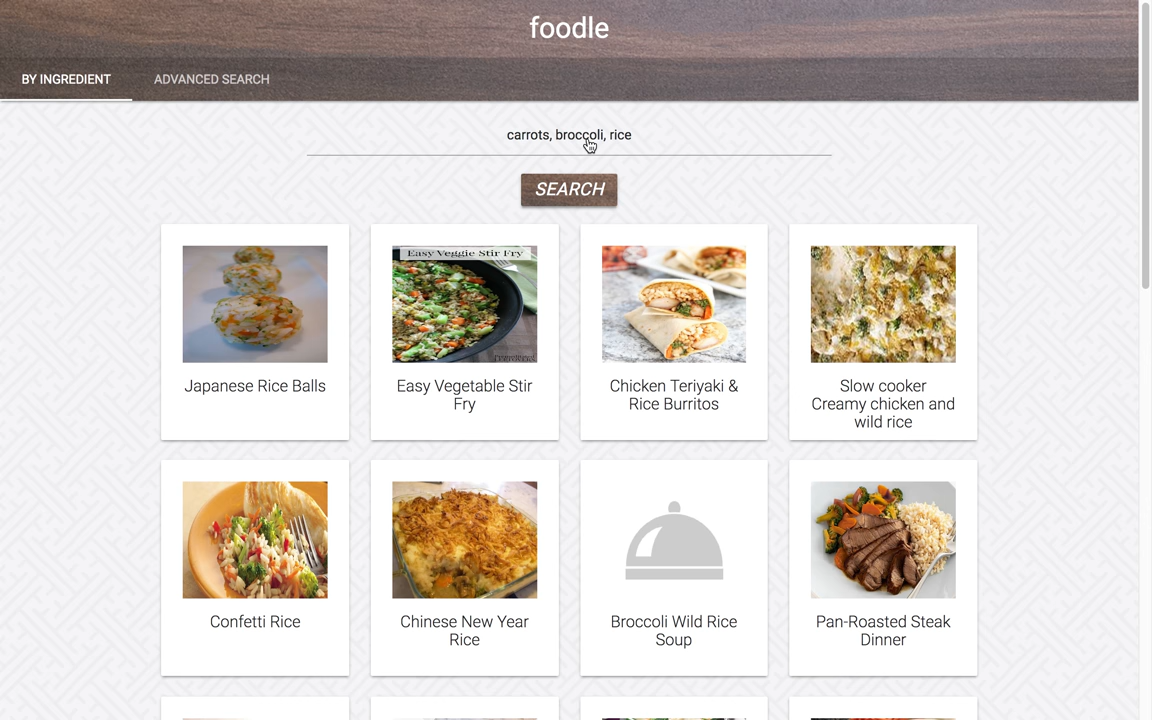 foodle
BY INGREDIENT
ADVANCED SEARCH
carrots, broccoli, rice
SEARCH
Easy Veggie Stir Fry
Japanese Rice Balls
Easy Vegetable Stir
Fry
Chicken Teriyaki &
Rice Burritos
Slow cooker
Creamy chicken and
wild rice
Confetti Rice
Chinese New Year
Rice
Broccoli Wild Rice
Soup
Pan-Roasted Steak
Dinner